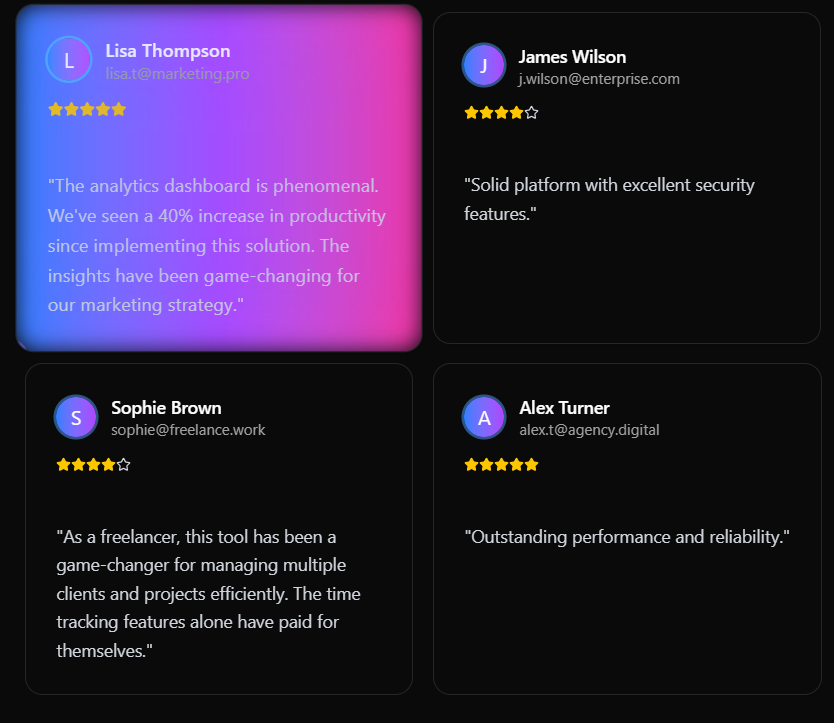 L
Lisa Thompson
lisa.t@marketing.pro
"The analytics dashboard is phenomenal.
We've seen a 40% increase in productivity
since implementing this solution. The
insights have been game-changing for
our marketing strategy."
J
James Wilson
j.wilson@enterprise.com
"Solid platform with excellent security
features."
S
Sophie Brown
sophie@freelance.work
"As a freelancer, this tool has been a
game-changer for managing multiple
clients and projects efficiently. The time
tracking features alone have paid for
themselves."
A
Alex Turner
alex.t@agency.digital
"Outstanding performance and reliability."